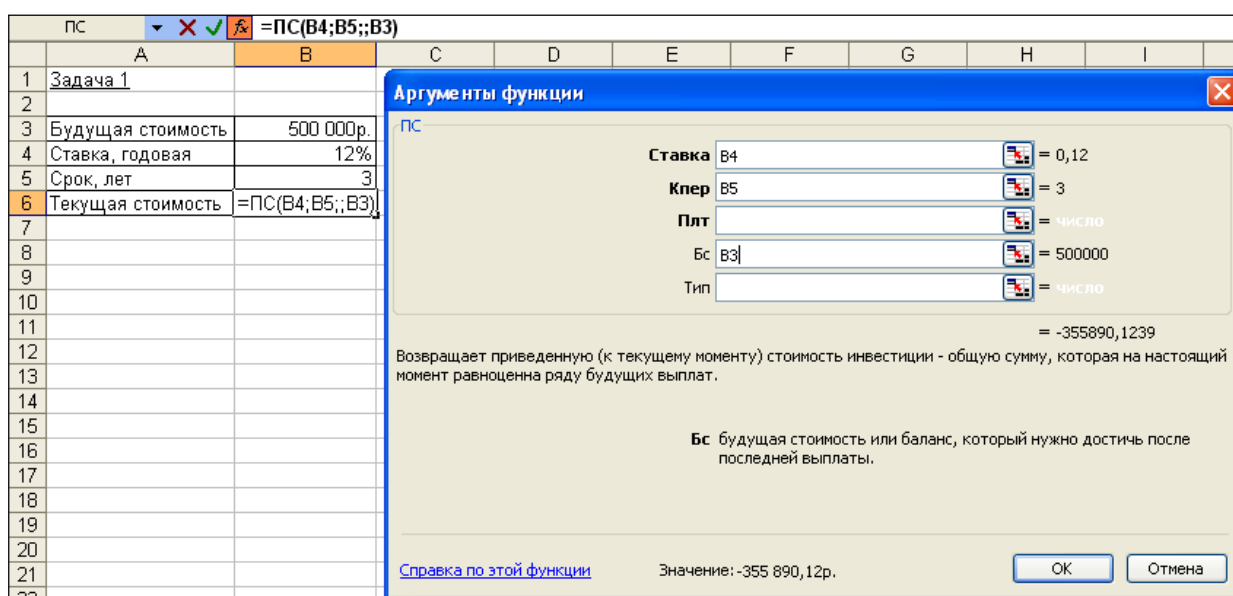 ПС =ПС(B4;B5;;B3)
A B C D E F G H I
1 Задача 1
2
3 Будущая стоимость 500 000р.
4 Ставка, годовая 12%
5 Срок, лет 3
6 Текущая стоимость =ПС(B4;B5;;B3)
7
8
9
10
11
12
13
14
15
16
17
18
19
20
21
Аргументы функции
ПС
Ставка B4 = 0,12
Кпер B5 = 3
Плт = число
Бс B3 = 500000
Тип = число
= -355890,1239
Возвращает приведенную (к текущему моменту) стоимость инвестиции - общую сумму, которая на настоящий
момент равноценна ряду будущих выплат.
Бс будущая стоимость или баланс, который нужно достичь после
последней выплаты.
Справка по этой функции Значение: -355 890,12р. ОК Отмена